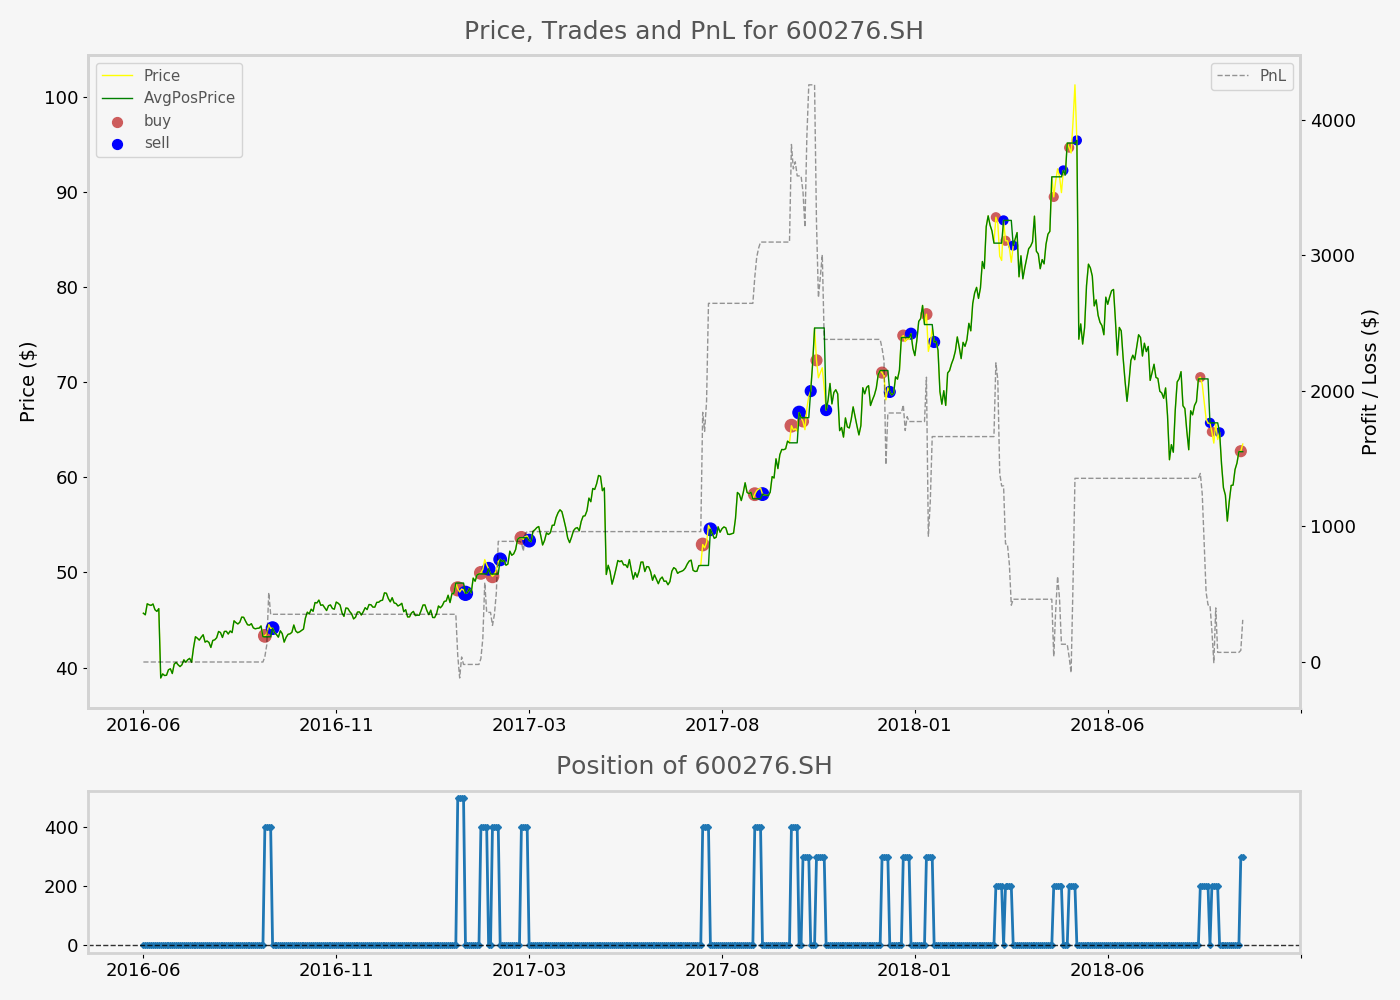 Price, Trades and PnL for 600276.SH
Price
AvgPosPrice
buy
sell
PnL
Price ($)
100
90
80
70
60
50
40
4000
3000
2000
1000
0
Profit / Loss ($)
2016-06 2016-11 2017-03 2017-08 2018-01 2018-06
Position of 600276.SH
400
200
0
2016-06 2016-11 2017-03 2017-08 2018-01 2018-06